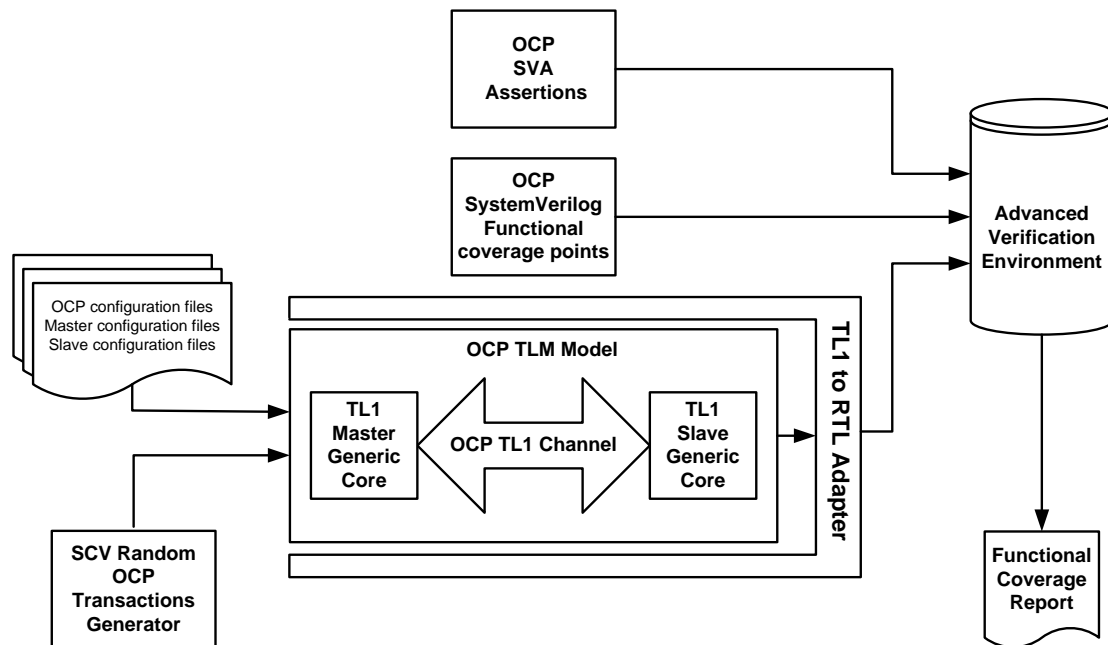 OCP
SVA
Assertions
OCP
SystemVerilog
Functional
coverage points
Advanced
Verification
Environment
OCP configuration files
Master configuration files
Slave configuration files
OCP TLM Model
TL1
Master
Generic
Core
OCP TL1 Channel
TL1
Slave
Generic
Core
TL1 to RTL Adapter
SCV Random
OCP
Transactions
Generator
Functional
Coverage
Report